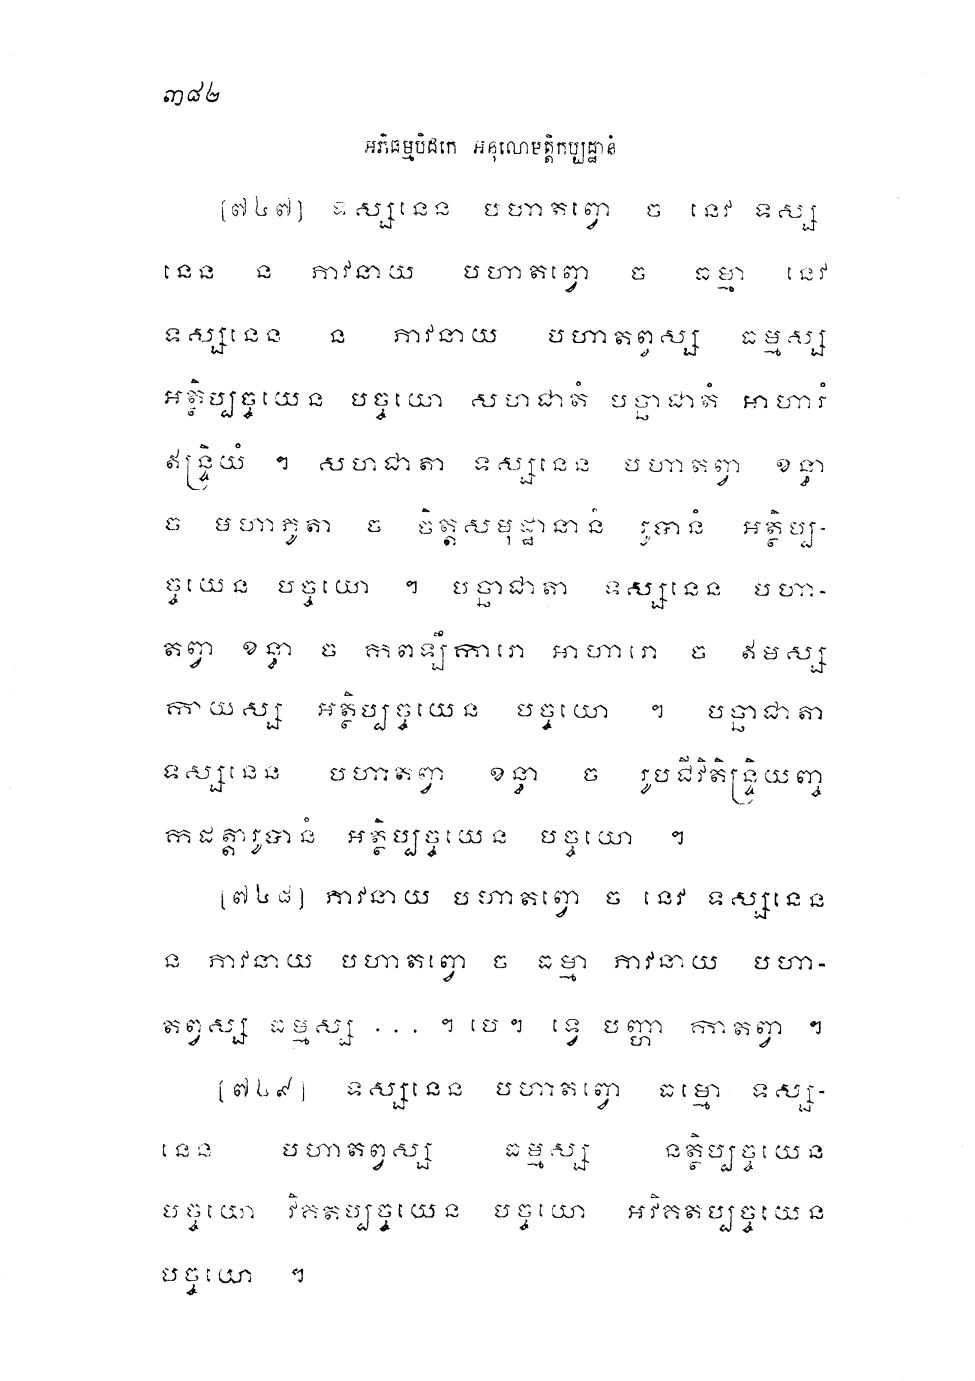 ៣៨២
អភិធម្មបិដកេ អនុលោមត្តិកប្បដ្ឋានំ
[៧៤៧] ទស្សនេន បហាតព្វោ ច នេវ ទស្ស
នេន ន ភាវនាយ បហាតព្វោ ច ធម្មា នេវ
ទស្សនេន ន ភាវនាយ បហាតព្វស្ស ធម្មស្ស
អត្ថិប្បច្ចយេន បច្ចយោ សហជាតំ បច្ឆាជាតំ អាហារំ
ឥន្ទ្រិយំ ។ សហជាតា ទស្សនេន បហាតព្វា ខន្ធា
ច មហាភូតា ច ចិត្តសមុដ្ឋានានំ រូបានំ អត្ថិប្ប-
ច្ចយេន បច្ចយោ ។ បច្ឆាជាតា ទស្សនេន បហា-
តព្វា ខន្ធា ច កពឡីការោ អាហារោ ច ឥមស្ស
កាយស្ស អត្ថិប្បច្ចយេន បច្ចយោ ។ បច្ឆាជាតា
ទស្សនេន បហាតព្វា ខន្ធា ច រូបជីវិតិន្ទ្រិយញ្ច
កដត្តារូបានំ អត្ថិប្បច្ចយេន បច្ចយោ ។
[៧៤៨] ភាវនាយ បហាតព្វោ ច នេវ ទស្សនេន
ន ភាវនាយ បហាតព្វោ ច ធម្មា ភាវនាយ បហា-
តព្វស្ស ធម្មស្ស ... ។ បេ។ ទ្វេ បញ្ហា កាតព្វា ។
[៧៤៩] ទស្សនេន បហាតព្វោ ធម្មោ ទស្ស-
នេន បហាតព្វស្ស ធម្មស្ស នត្ថិប្បច្ចយេន
បច្ចយោ វិគតប្បច្ចយេន បច្ចយោ អវិគតប្បច្ចយេន
បច្ចយោ ។